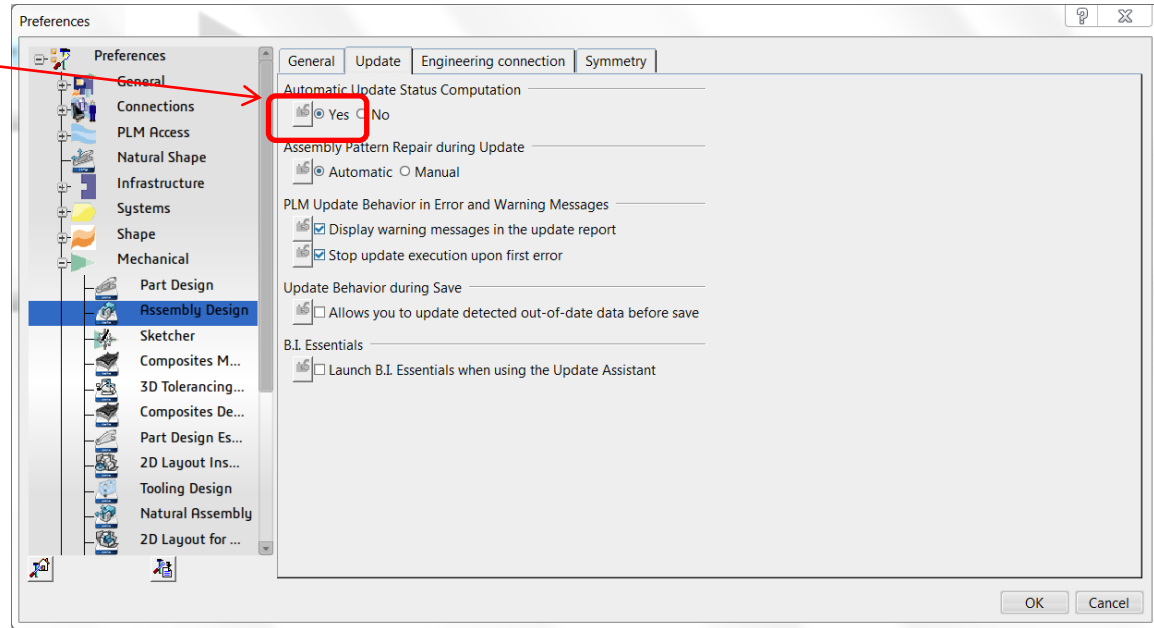 Preferences
Preferences
General
Connections
PLM Access
Natural Shape
Infrastructure
Systems
Shape
Mechanical
Part Design
Assembly Design
Sketcher
Composites M...
3D Tolerancing...
Composites De...
Part Design Es...
2D Layout Ins...
Tooling Design
Natural Assembly
2D Layout for ...
General Update Engineering connection Symmetry
Automatic Update Status Computation
Yes No
Assembly Pattern Repair during Update
Automatic Manual
PLM Update Behavior in Error and Warning Messages
Display warning messages in the update report
Stop update execution upon first error
Update Behavior during Save
Allows you to update detected out-of-date data before save
B.I. Essentials
Launch B.I. Essentials when using the Update Assistant
OK Cancel